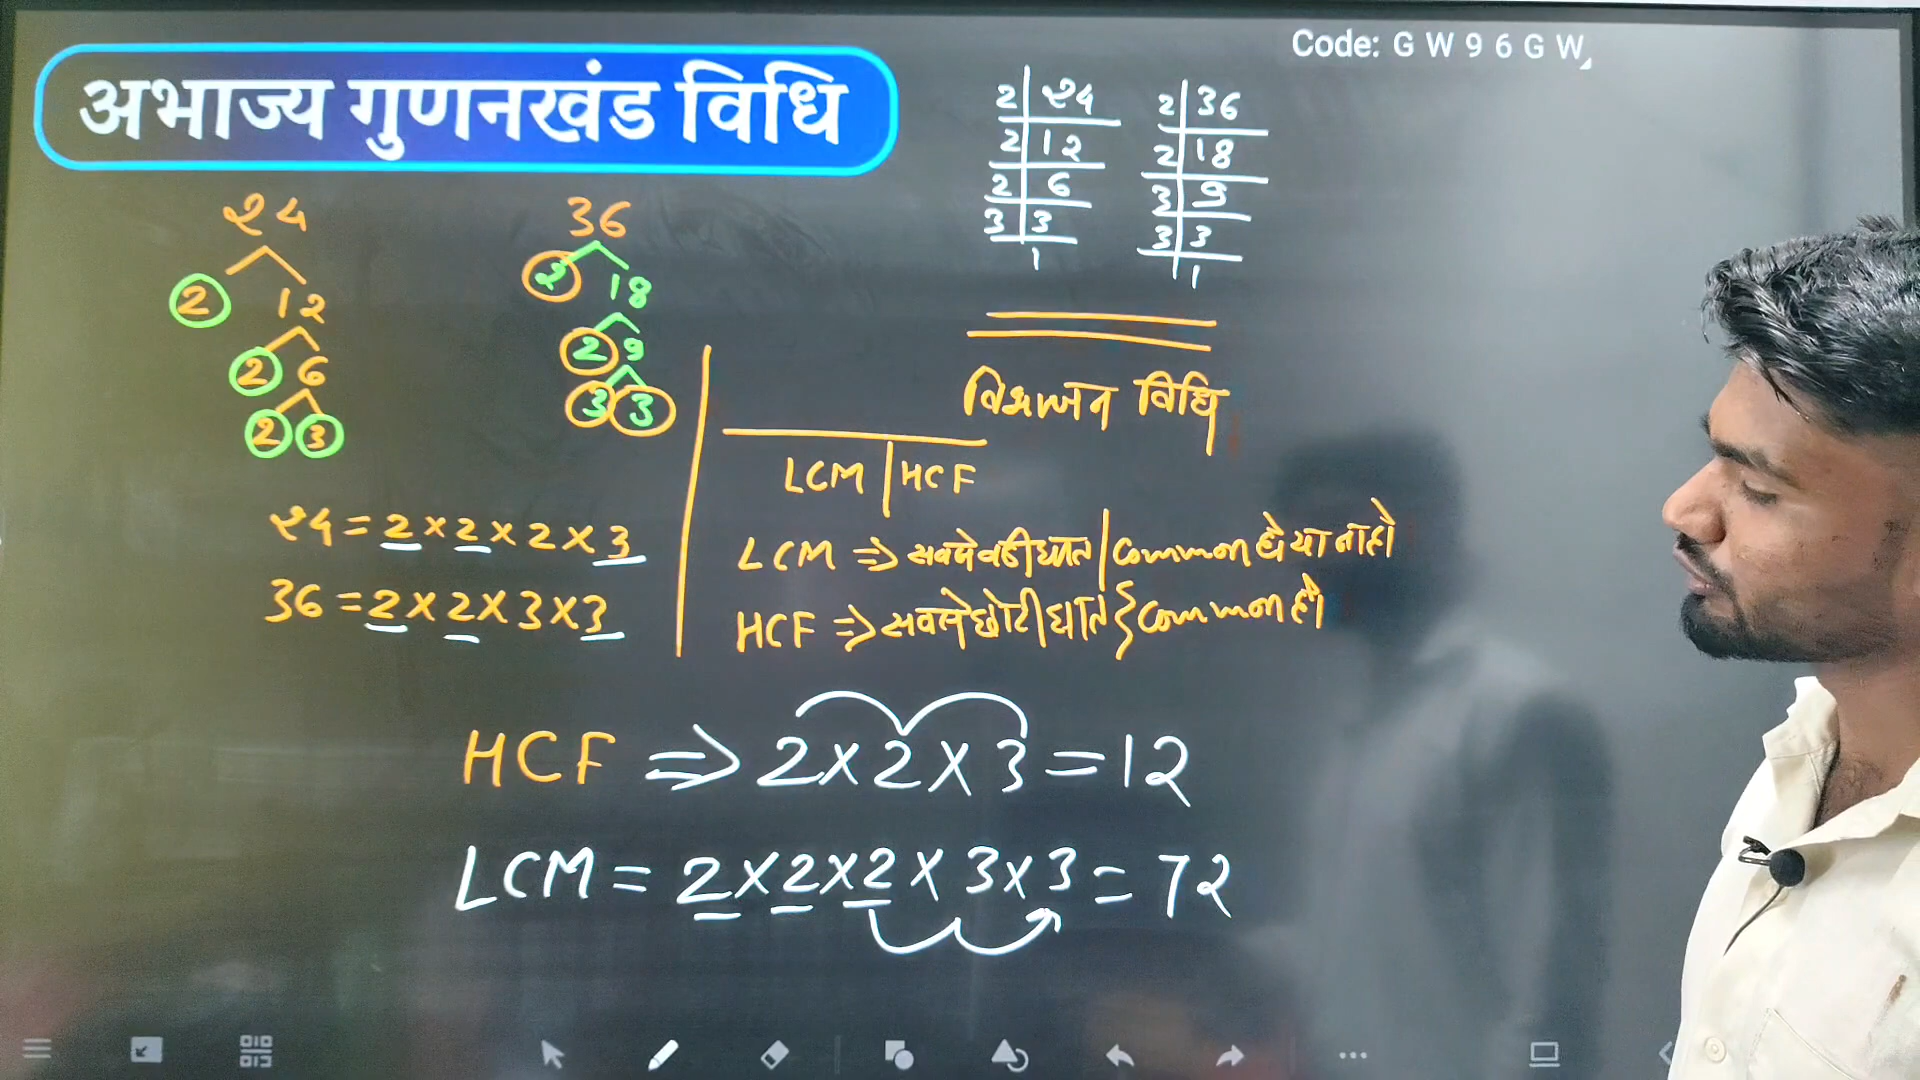 Code: G W 9 6 G W
अभाज्य गुणनखंड विधि
2 | 24
2 | 12
2 | 6
3 | 3
1
2 | 36
2 | 18
3 | 9
3 | 3
1
24
2 12
2 6
2 3
36
2 18
2 9
3 3
24 = 2 × 2 × 2 × 3
36 = 2 × 2 × 3 × 3
विभाजन विधि
LCM | HCF
LCM ⇒ सबसे बड़ी घात / common हो या ना हो
HCF ⇒ सबसे छोटी घात } common हो
HCF ⇒ 2 × 2 × 3 = 12
LCM = 2 × 2 × 2 × 3 × 3 = 72